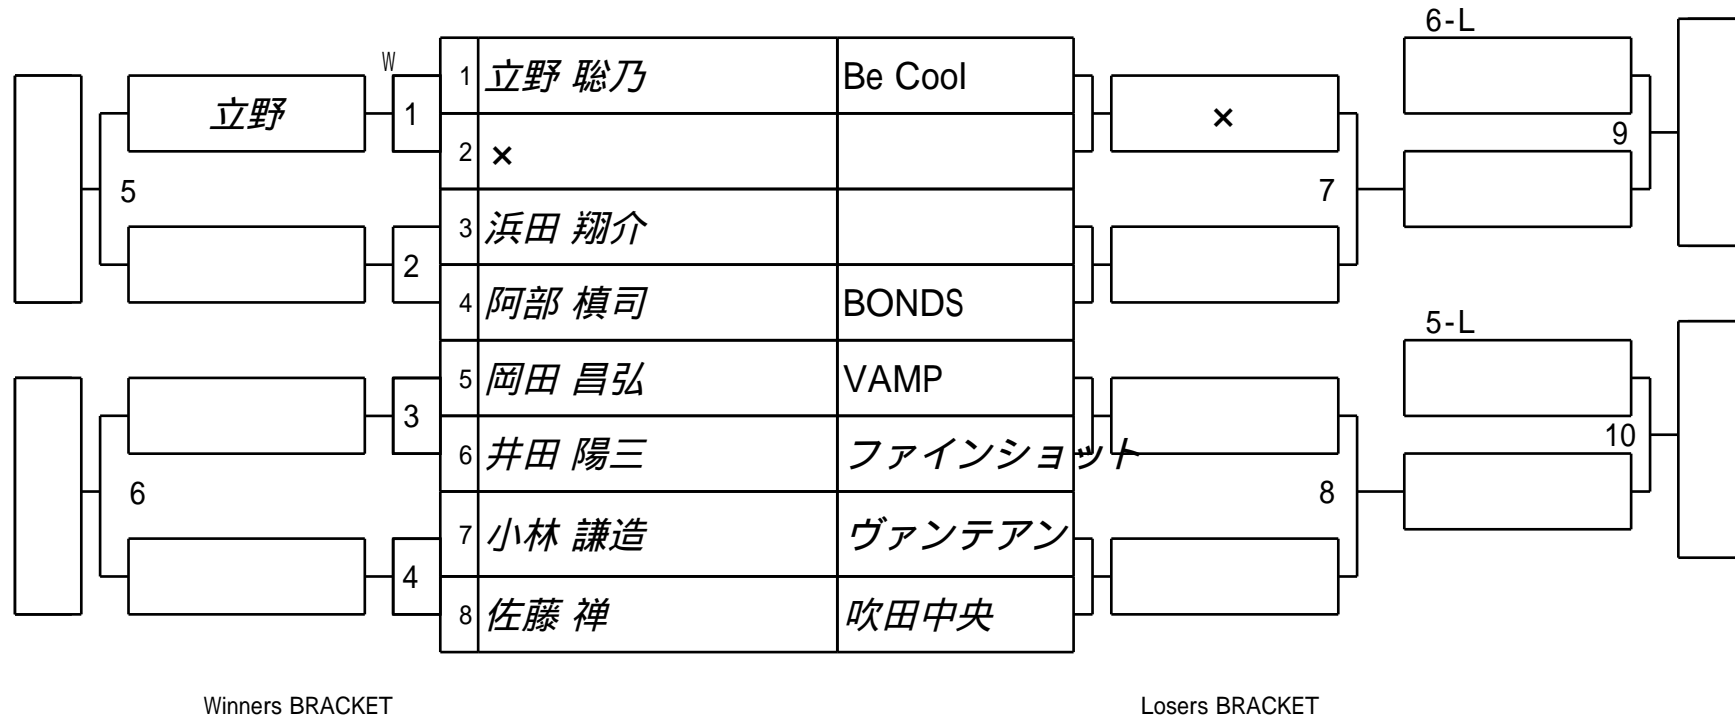 6-L
W
1 立野 聡乃 Be Cool
立野 1 ×
9
2 ×
5 7
3 浜田 翔介
2
4 阿部 槙司 BONDS
5-L
5 岡田 昌弘 VAMP
3
10
6 井田 陽三 ファインショット
6 8
7 小林 謙造 ヴァンテアン
4
8 佐藤 禅 吹田中央
Winners BRACKET Losers BRACKET